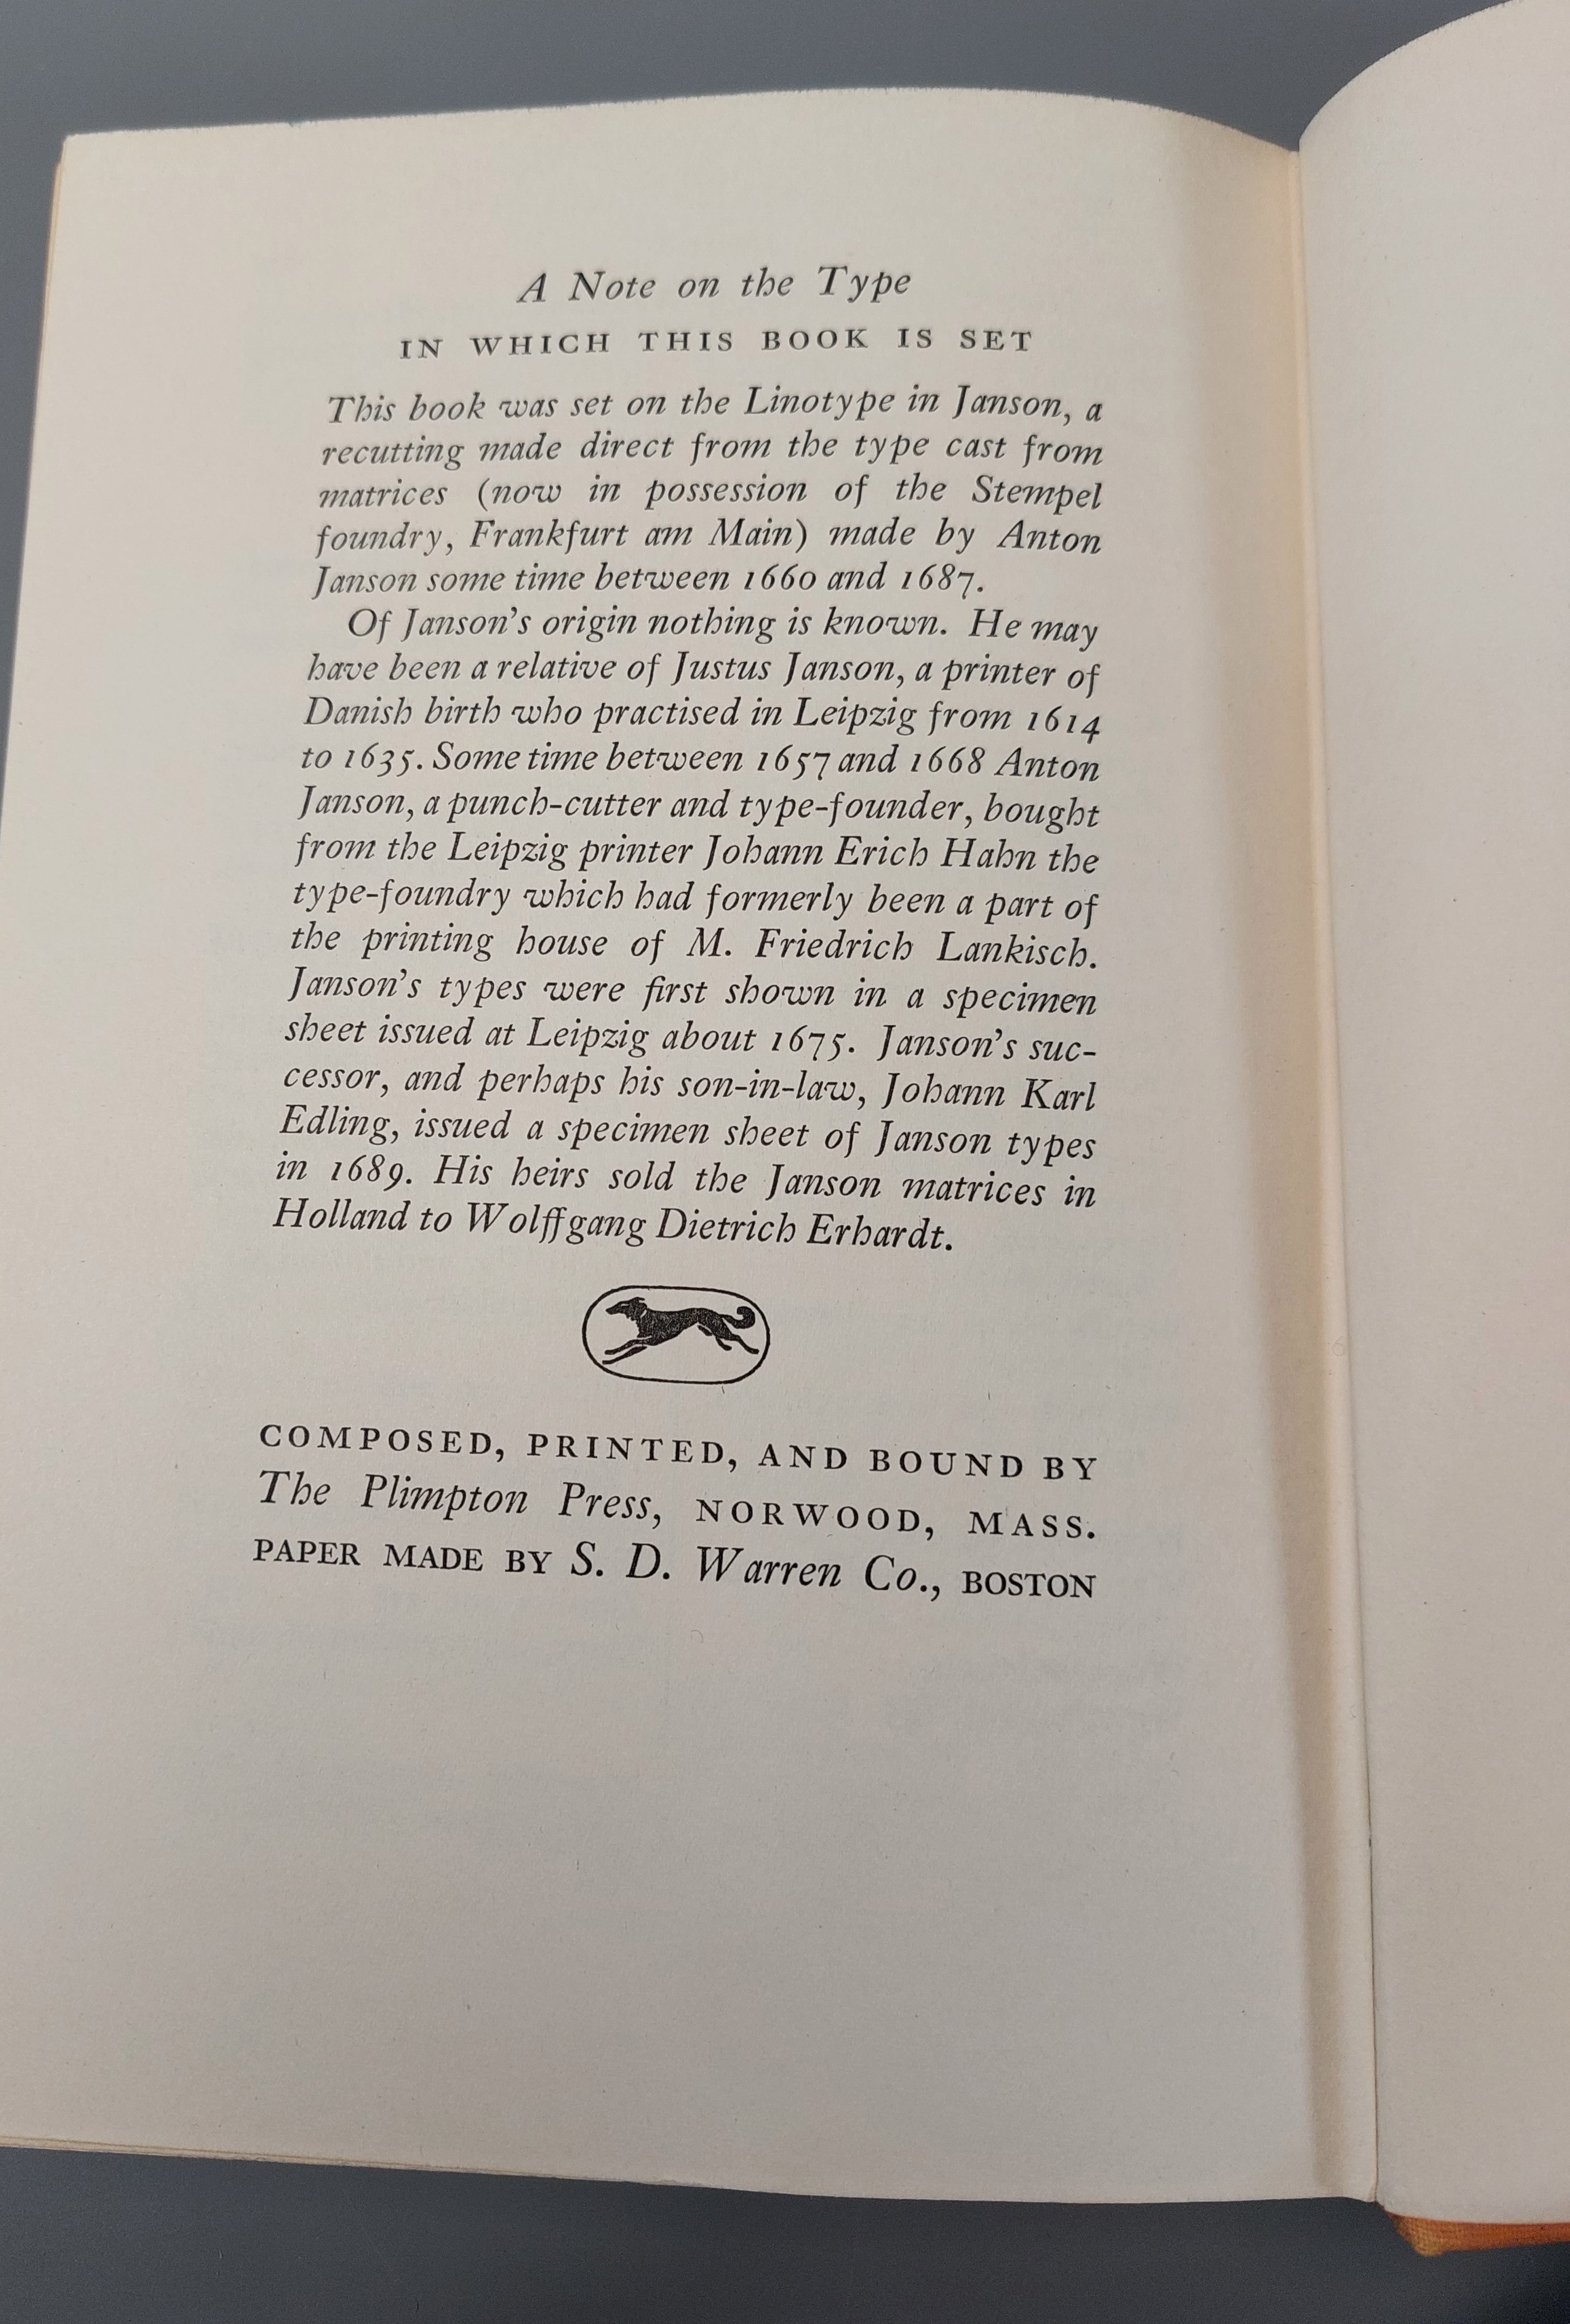 A Note on the Type
IN WHICH THIS BOOK IS SET
This book was set on the Linotype in Janson, a
recutting made direct from the type cast from
matrices (now in possession of the Stempel
foundry, Frankfurt am Main) made by Anton
Janson some time between 1660 and 1687.
Of Janson's origin nothing is known. He may
have been a relative of Justus Janson, a printer of
Danish birth who practised in Leipzig from 1614
to 1635. Some time between 1657 and 1668 Anton
Janson, a punch-cutter and type-founder, bought
from the Leipzig printer Johann Erich Hahn the
type-foundry which had formerly been a part of
the printing house of M. Friedrich Lankisch.
Janson's types were first shown in a specimen
sheet issued at Leipzig about 1675. Janson's suc-
cessor, and perhaps his son-in-law, Johann Karl
Edling, issued a specimen sheet of Janson types
in 1689. His heirs sold the Janson matrices in
Holland to Wolffgang Dietrich Erhardt.
COMPOSED, PRINTED, AND BOUND BY
The Plimpton Press, NORWOOD, MASS.
PAPER MADE BY S. D. Warren Co., BOSTON